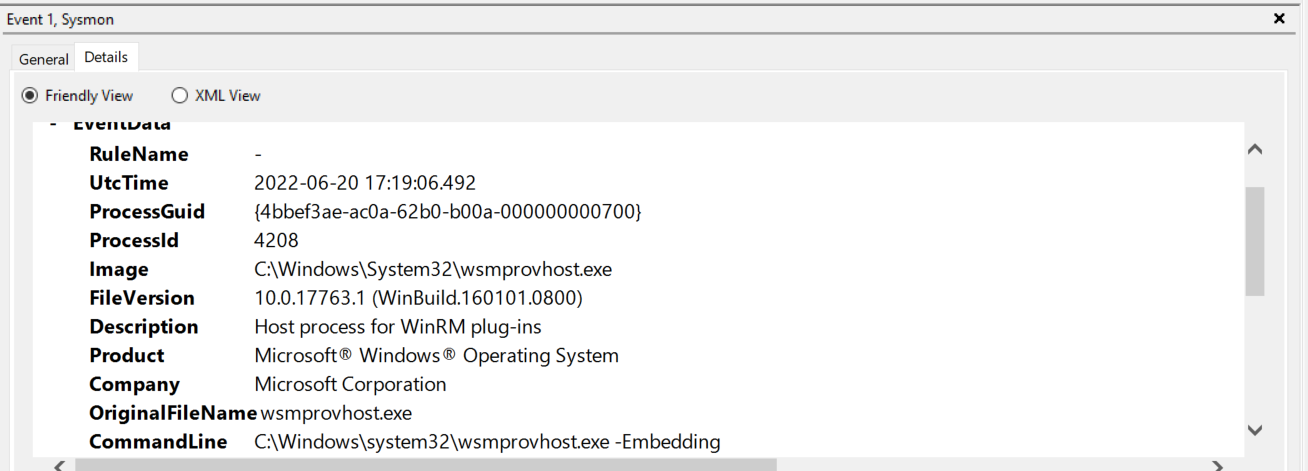 Event 1, Sysmon
General Details
Friendly View XML View
- EventData
RuleName -
UtcTime 2022-06-20 17:19:06.492
ProcessGuid {4bbef3ae-ac0a-62b0-b00a-000000000700}
ProcessId 4208
Image C:\Windows\System32\wsmprovhost.exe
FileVersion 10.0.17763.1 (WinBuild.160101.0800)
Description Host process for WinRM plug-ins
Product Microsoft® Windows® Operating System
Company Microsoft Corporation
OriginalFileName wsmprovhost.exe
CommandLine C:\Windows\system32\wsmprovhost.exe -Embedding